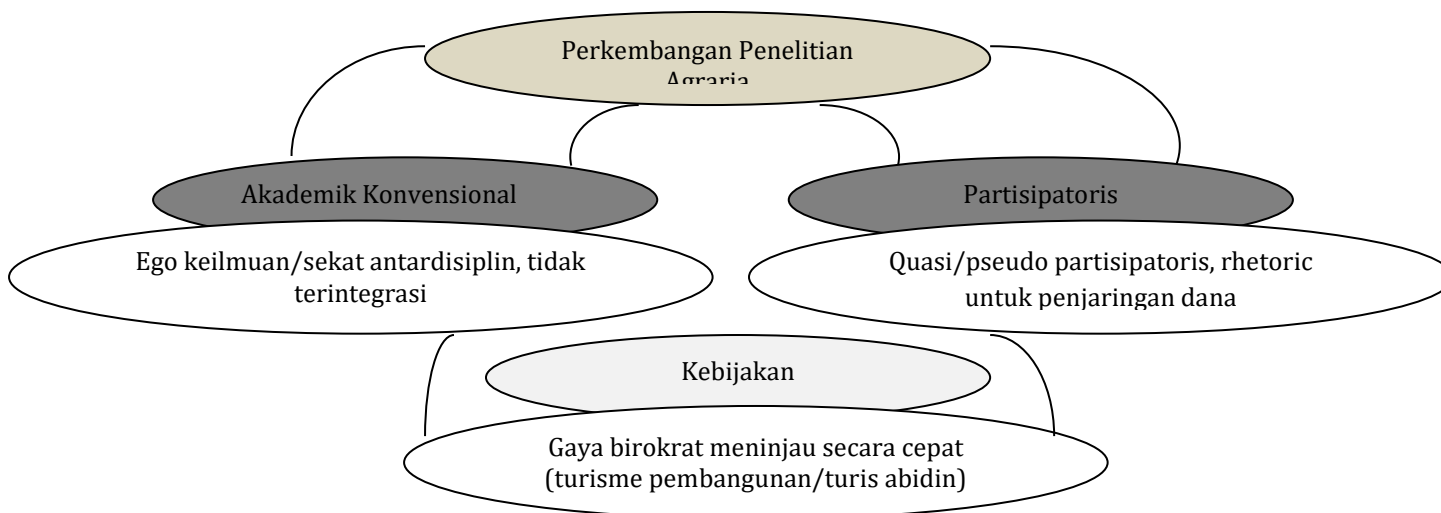 Perkembangan Penelitian
Agraria
Akademik Konvensional
Partisipatoris
Ego keilmuan/sekat antardisiplin, tidak
terintegrasi
Quasi/pseudo partisipatoris, rhetoric
untuk penjaringan dana
Kebijakan
Gaya birokrat meninjau secara cepat
(turisme pembangunan/turis abidin)